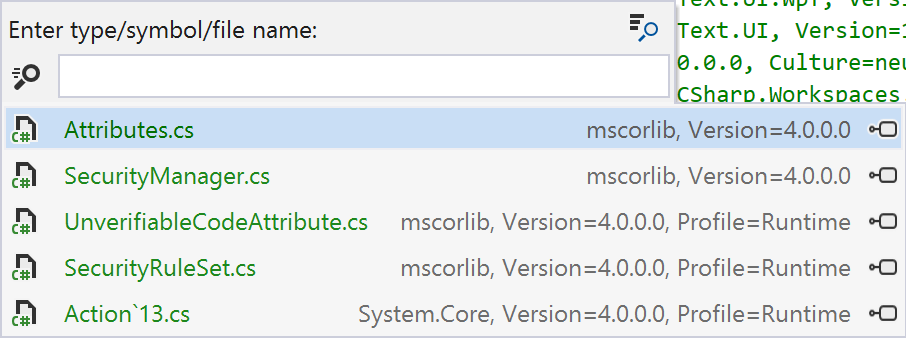 Text.UI.Wpf, Versi
Enter type/symbol/file name:
Text.UI, Version=1
0.0.0, Culture=neu
CSharp.Workspaces
C# Attributes.cs mscorlib, Version=4.0.0.0
C# SecurityManager.cs mscorlib, Version=4.0.0.0
C# UnverifiableCodeAttribute.cs mscorlib, Version=4.0.0.0, Profile=Runtime
C# SecurityRuleSet.cs mscorlib, Version=4.0.0.0, Profile=Runtime
C# Action`13.cs System.Core, Version=4.0.0.0, Profile=Runtime